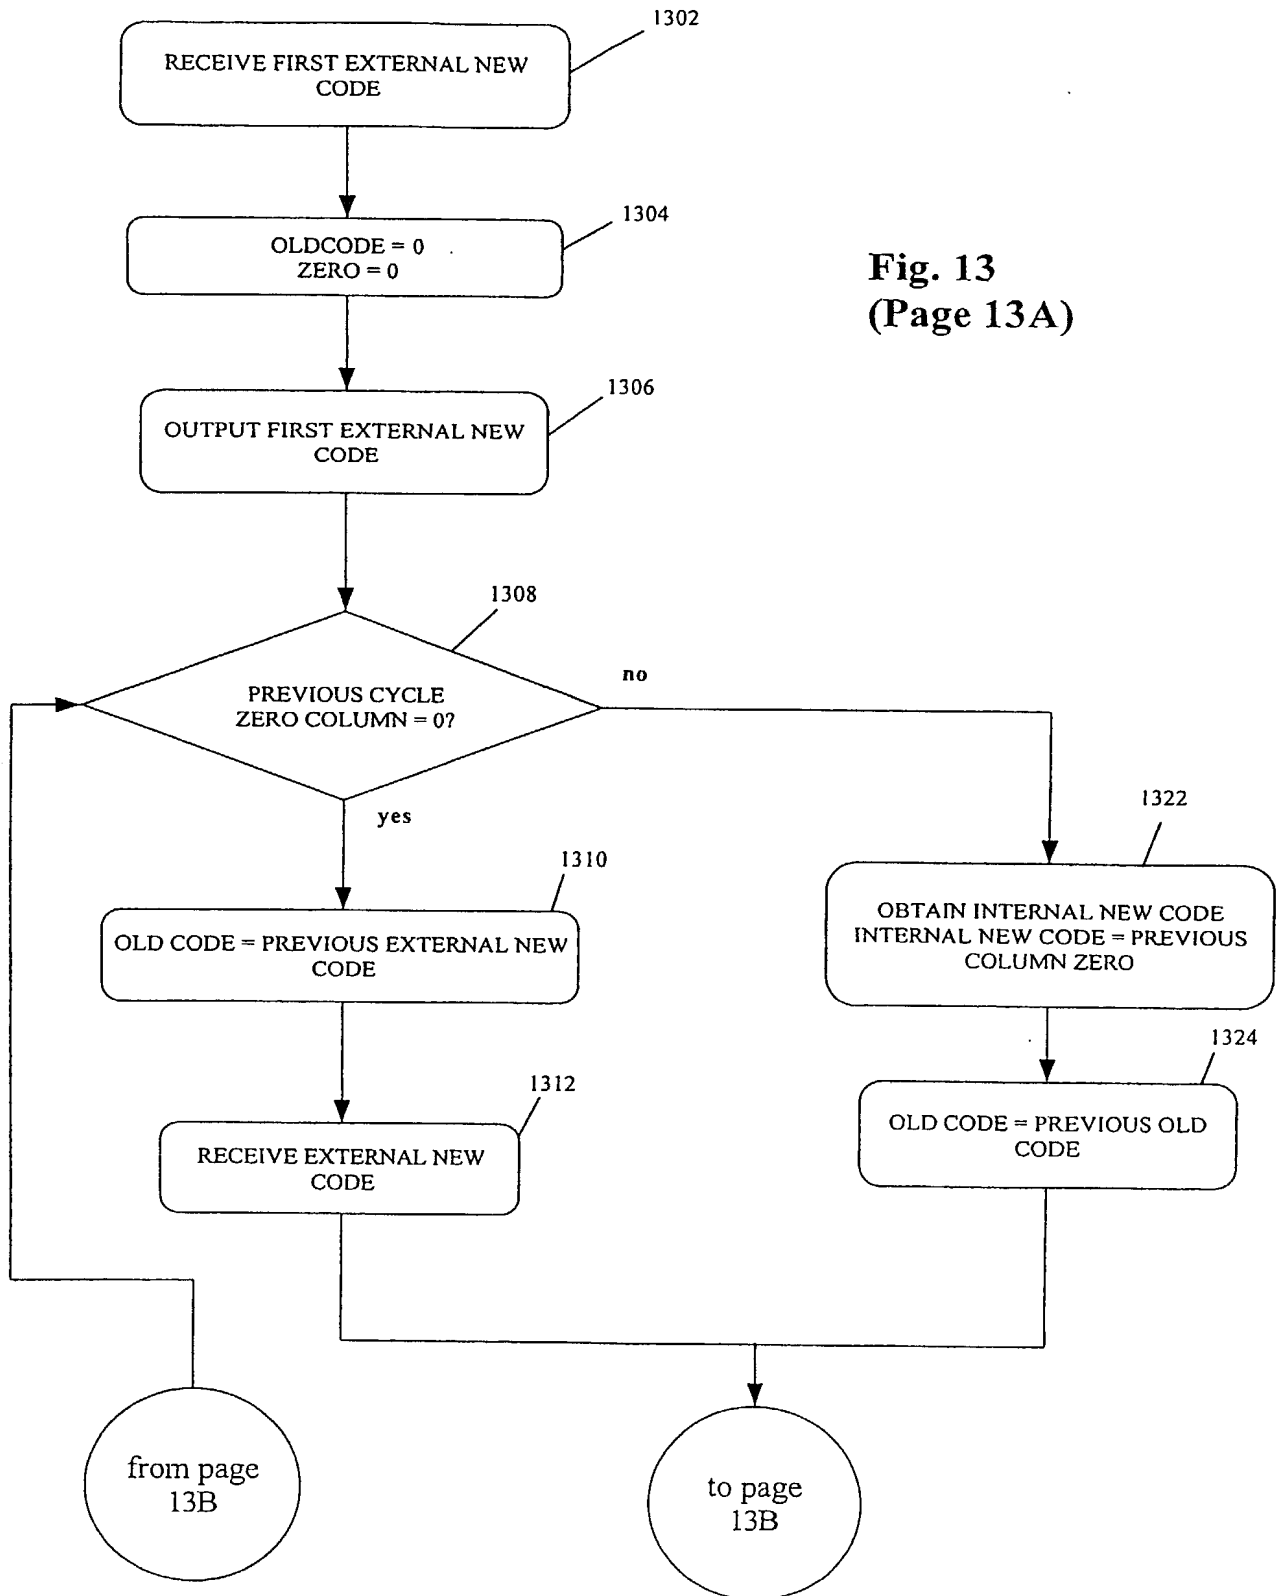 1302
RECEIVE FIRST EXTERNAL NEW
CODE
1304
OLDCODE = 0
ZERO = 0
Fig. 13
(Page 13A)
1306
OUTPUT FIRST EXTERNAL NEW
CODE
1308
PREVIOUS CYCLE
ZERO COLUMN = 0?
no
yes
1322
OBTAIN INTERNAL NEW CODE
INTERNAL NEW CODE = PREVIOUS
COLUMN ZERO
1310
OLD CODE = PREVIOUS EXTERNAL NEW
CODE
1324
OLD CODE = PREVIOUS OLD
CODE
1312
RECEIVE EXTERNAL NEW
CODE
from page
13B
to page
13B